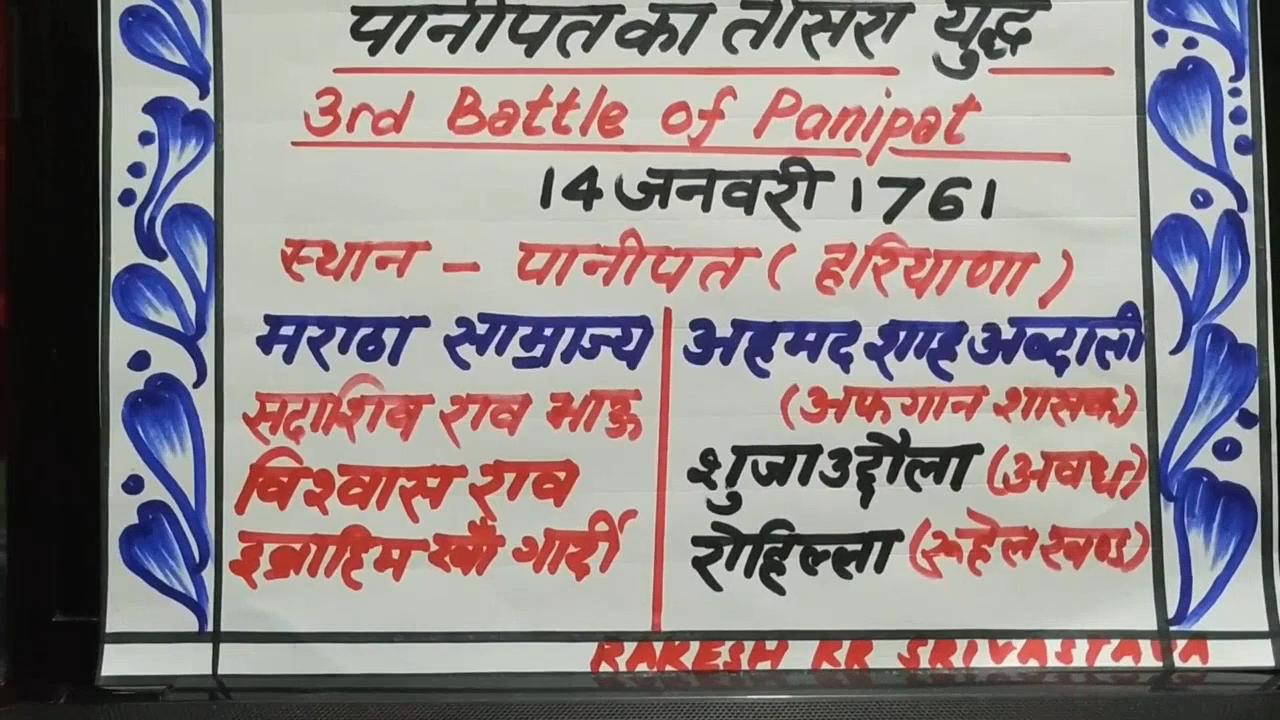 पानीपत का तीसरा युद्ध
3rd Battle of Panipat
14 जनवरी 1761
स्थान - पानीपत ( हरियाणा )
मराठा साम्राज्य
सदाशिव राव भाऊ
विश्वास राव
इब्राहिम खाँ गार्दी
अहमद शाह अब्दाली
(अफगान शासक)
शुजाउद्दौला (अवध)
रोहिल्ला (रूहेलखण्ड)
RAKESH KR SRIVASTAVA